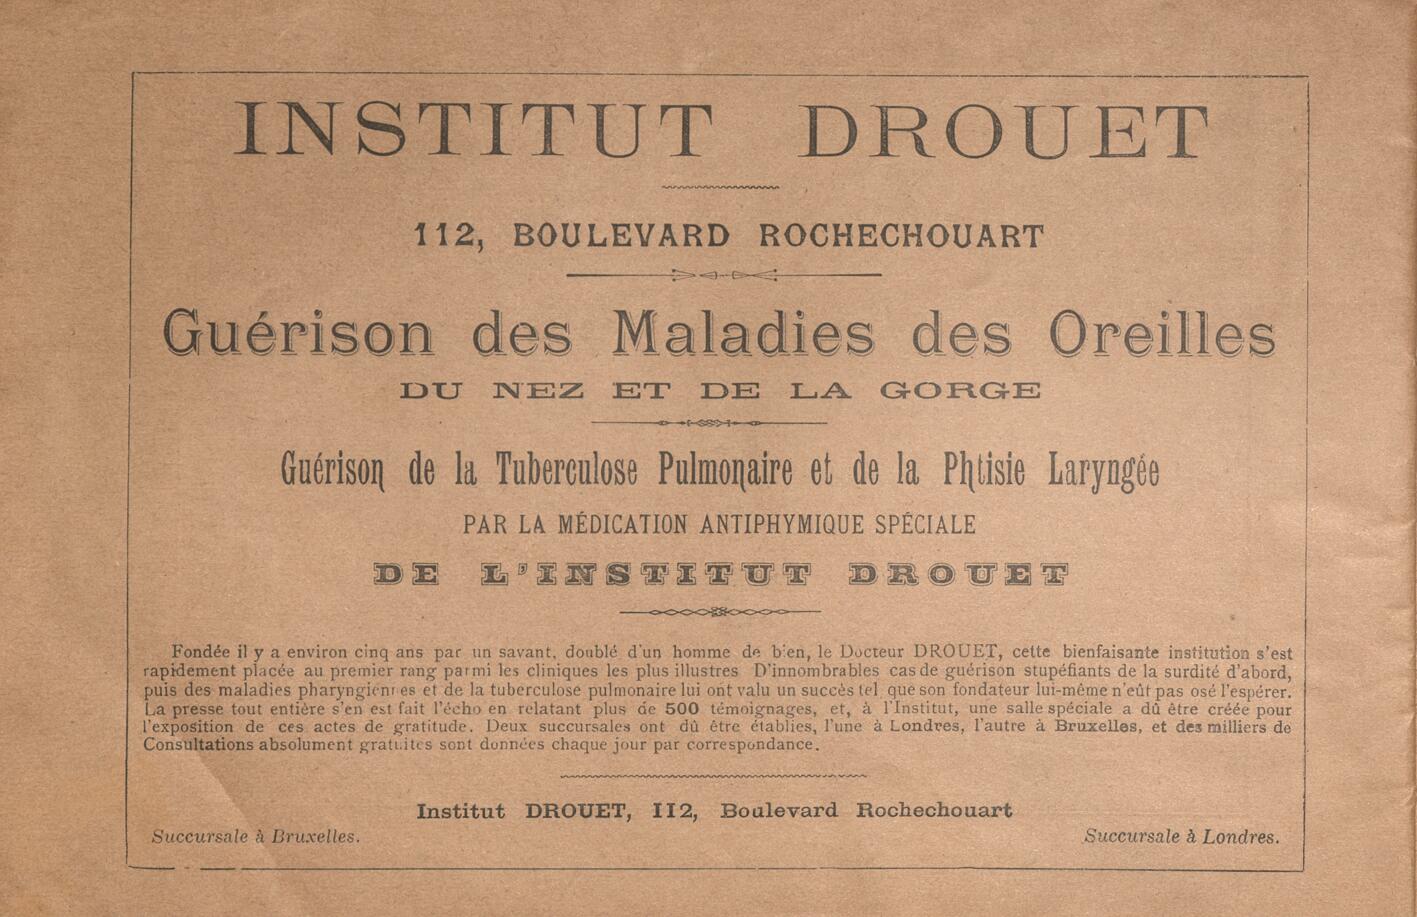 INSTITUT DROUET
112, BOULEVARD ROCHECHOUART
Guérison des Maladies des Oreilles
DU NEZ ET DE LA GORGE
Guérison de la Tuberculose Pulmonaire et de la Phtisie Laryngée
PAR LA MÉDICATION ANTIPHYMIQUE SPÉCIALE
DE L'INSTITUT DROUET
Fondée il y a environ cinq ans par un savant, doublé d'un homme de bien, le Docteur DROUET, cette bienfaisante institution s'est
rapidement placée au premier rang parmi les cliniques les plus illustres D'innombrables cas de guérison stupéfiants de la surdité d'abord,
puis des maladies pharyngiennes et de la tuberculose pulmonaire lui ont valu un succès tel que son fondateur lui-même n'eût pas osé l'espérer.
La presse tout entière s'en est fait l'écho en relatant plus de 500 témoignages, et, à l'Institut, une salle spéciale a dû être créée pour
l'exposition de ces actes de gratitude. Deux succursales ont dû être établies, l'une à Londres, l'autre à Bruxelles, et des milliers de
Consultations absolument gratuites sont données chaque jour par correspondance.
Institut DROUET, 112, Boulevard Rochechouart
Succursale à Bruxelles.
Succursale à Londres.